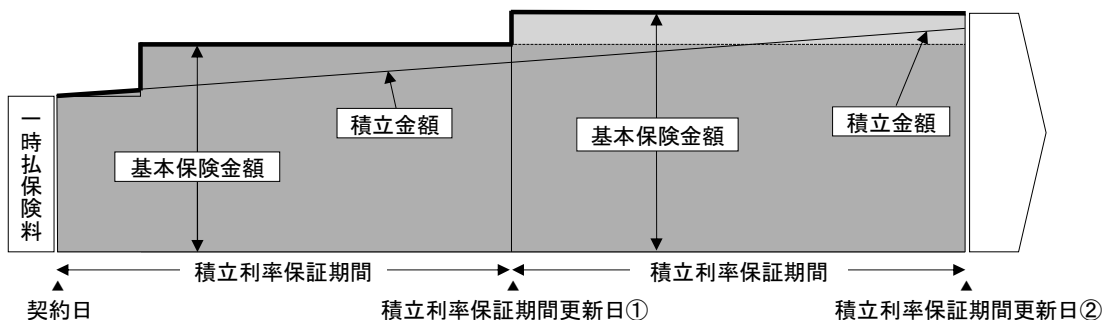 一時払保険料
積立金額
積立金額
基本保険金額
基本保険金額
積立利率保証期間
積立利率保証期間
契約日
積立利率保証期間更新日①
積立利率保証期間更新日②